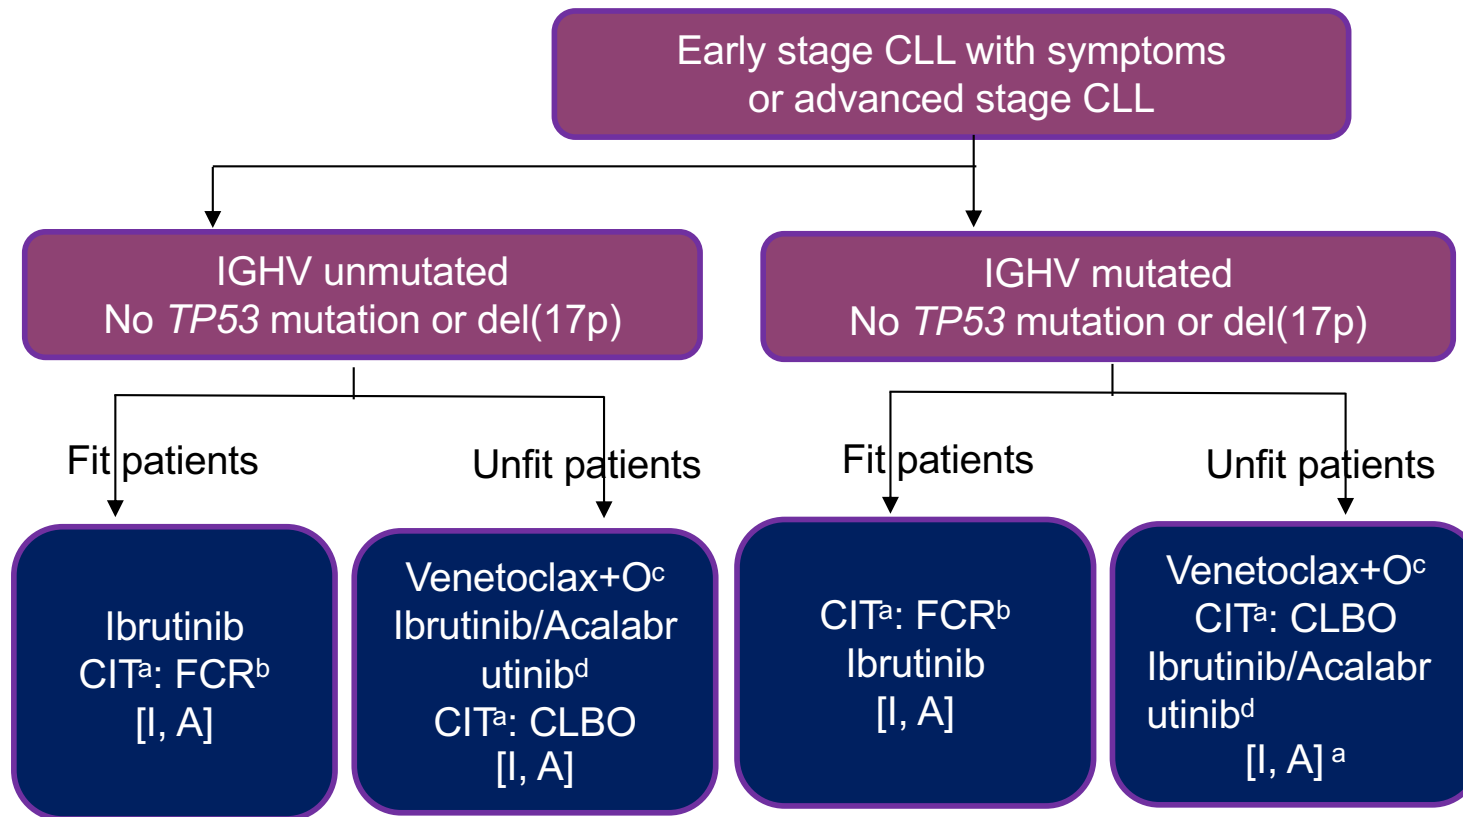 Early stage CLL with symptoms
or advanced stage CLL
IGHV unmutated
No TP53 mutation or del(17p)
IGHV mutated
No TP53 mutation or del(17p)
Fit patients
Unfit patients
Fit patients
Unfit patients
Ibrutinib
CITᵃ: FCRᵇ
[I, A]
Venetoclax+Oᶜ
Ibrutinib/Acalabr
utinibᵈ
CITᵃ: CLBO
[I, A]
CITᵃ: FCRᵇ
Ibrutinib
[I, A]
Venetoclax+Oᶜ
CITᵃ: CLBO
Ibrutinib/Acalabr
utinibᵈ
[I, A] ᵃ